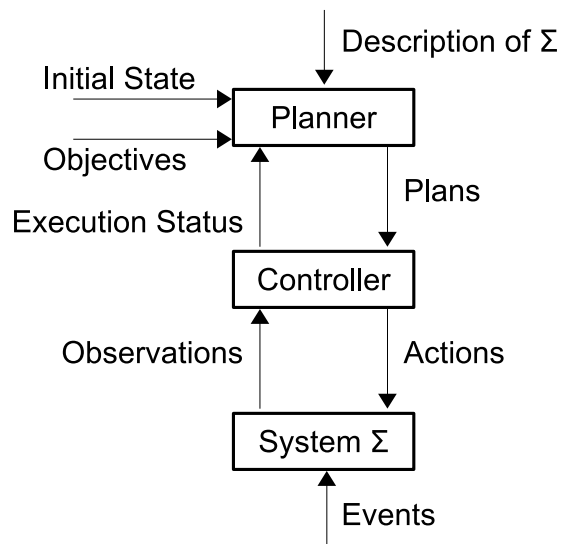 Description of Σ
Initial State
Planner
Objectives
Plans
Execution Status
Controller
Observations
Actions
System Σ
Events